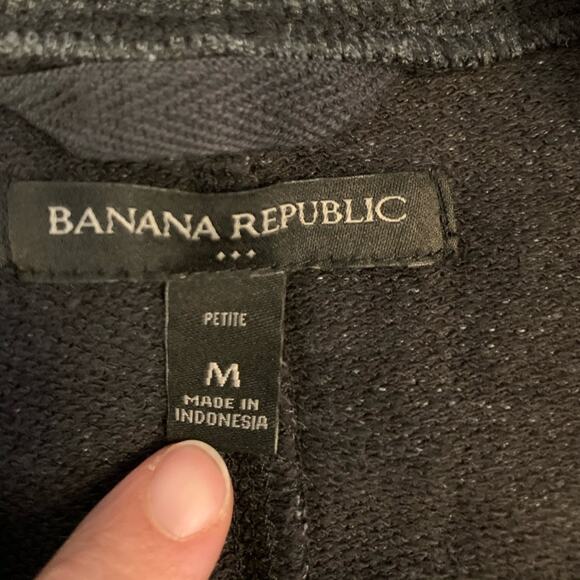 BANANA REPUBLIC
PETITE
M
MADE IN
INDONESIA